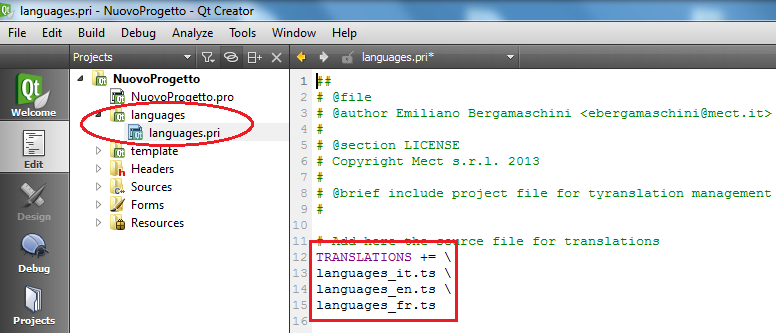 languages.pri - NuovoProgetto - Qt Creator
File Edit Build Debug Analyze Tools Window Help
Projects
languages.pri*
NuovoProgetto
NuovoProgetto.pro
languages
languages.pri
template
Headers
Sources
Forms
Resources
Qt
Welcome
Edit
Design
Debug
Projects
1 ##
2 # @file
3 # @author Emiliano Bergamaschini <ebergamaschini@mect.it>
4 #
5 # @section LICENSE
6 # Copyright Mect s.r.l. 2013
7 #
8 # @brief include project file for tyranslation management
9 #
10
11 # Add here the source file for translations
12 TRANSLATIONS += \
13 languages_it.ts \
14 languages_en.ts \
15 languages_fr.ts
16